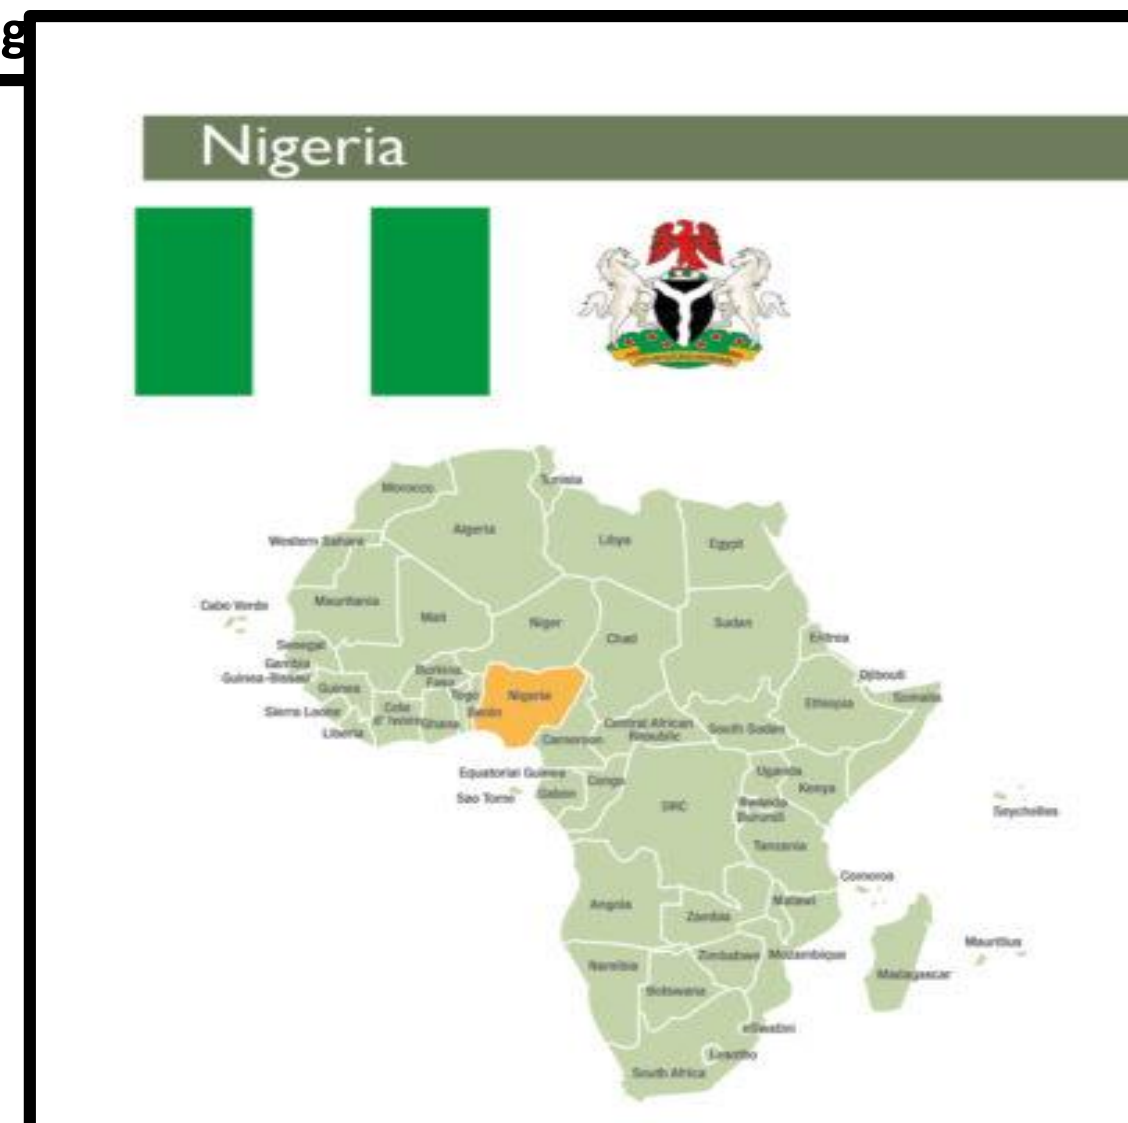 g
Nigeria
Tunisia
Morocco
Algeria
Western Sahara
Libya
Egypt
Cabo Verde
Mauritania
Mali
Niger
Chad
Sudan
Eritrea
Senegal
Gambia
Guinea-Bissau
Burkina
Faso
Djibouti
Guinea
Togo
Nigeria
Ethiopia
Somalia
Sierra Leone
Cote
d' Ivoire
Ghana
Benin
Liberia
Cameroon
Central African
Republic
South Sudan
Equatorial Guinea
Sao Tome
Gabon
Congo
Uganda
Kenya
DRC
Rwanda
Burundi
Seychelles
Tanzania
Comoros
Angola
Zambia
Malawi
Mauritius
Zimbabwe
Mozambique
Namibia
Madagascar
Botswana
eSwatini
Lesotho
South Africa